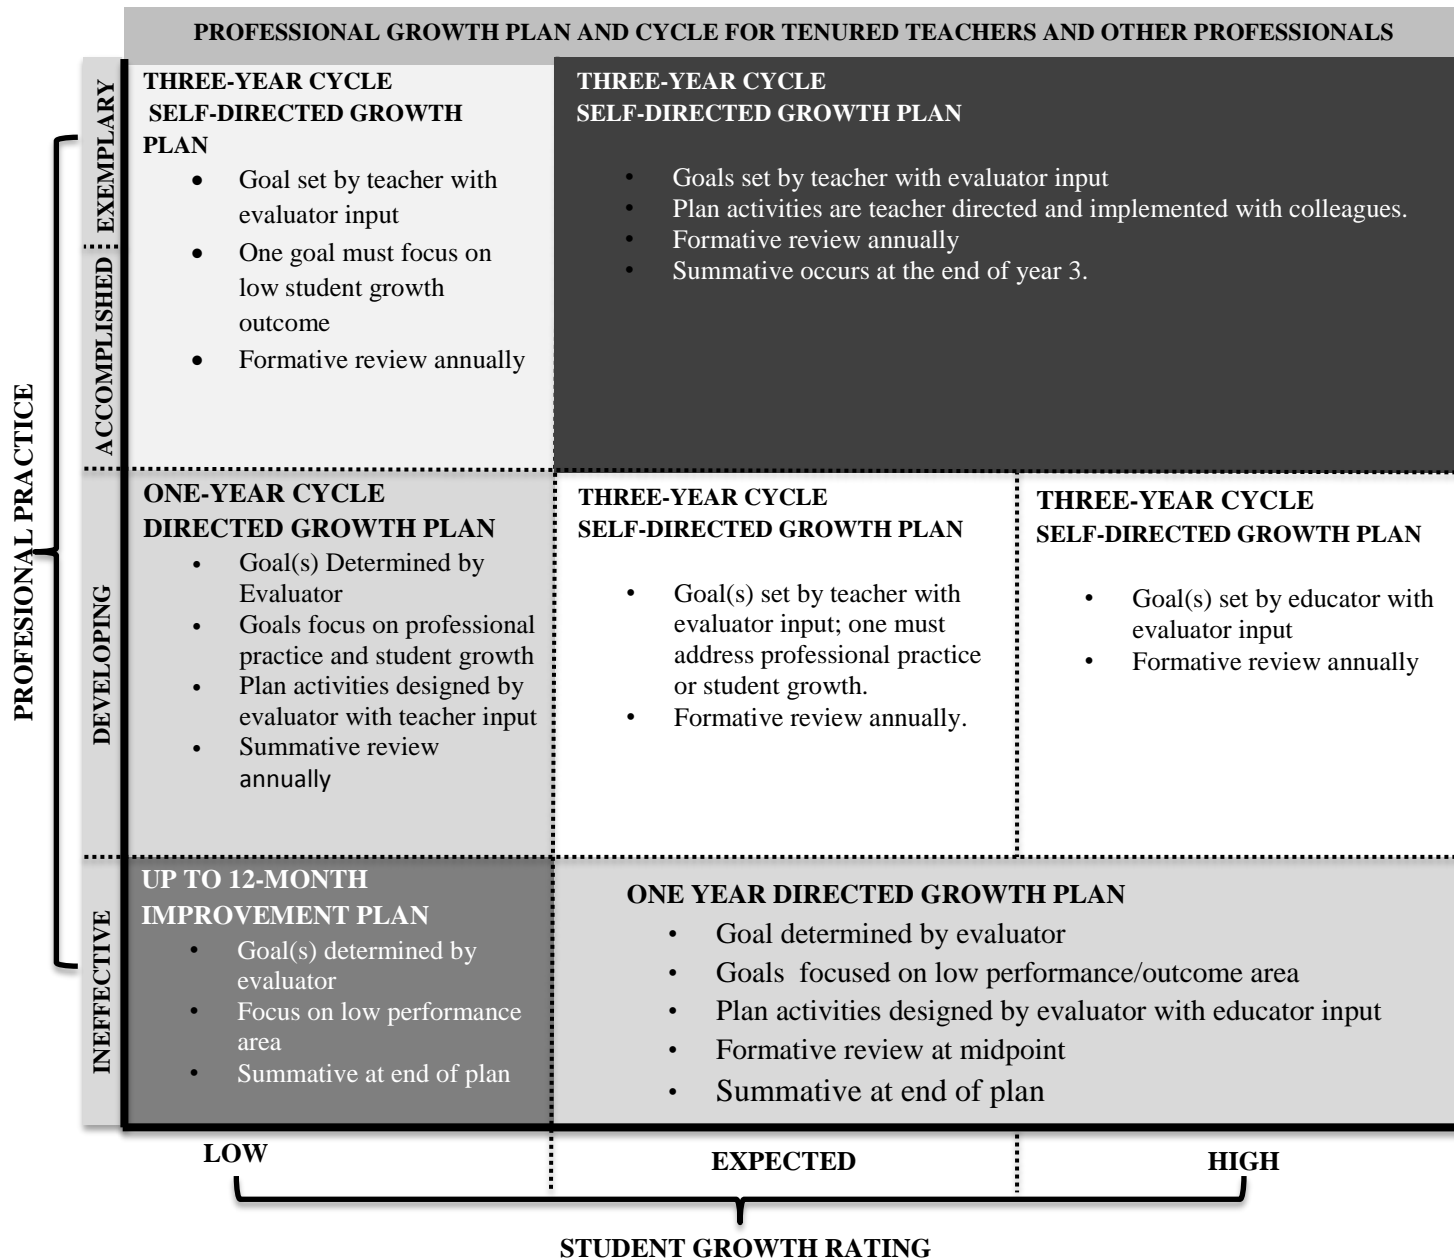 PROFESSIONAL GROWTH PLAN AND CYCLE FOR TENURED TEACHERS AND OTHER PROFESSIONALS
PROFESIONAL PRACTICE
EXEMPLARY
ACCOMPLISHED
THREE-YEAR CYCLE
SELF-DIRECTED GROWTH
PLAN
• Goal set by teacher with
evaluator input
• One goal must focus on
low student growth
outcome
• Formative review annually
THREE-YEAR CYCLE
SELF-DIRECTED GROWTH PLAN
• Goals set by teacher with evaluator input
• Plan activities are teacher directed and implemented with colleagues.
• Formative review annually
• Summative occurs at the end of year 3.
DEVELOPING
ONE-YEAR CYCLE
DIRECTED GROWTH PLAN
• Goal(s) Determined by
Evaluator
• Goals focus on professional
practice and student growth
• Plan activities designed by
evaluator with teacher input
• Summative review
annually
THREE-YEAR CYCLE
SELF-DIRECTED GROWTH PLAN
• Goal(s) set by teacher with
evaluator input; one must
address professional practice
or student growth.
• Formative review annually.
THREE-YEAR CYCLE
SELF-DIRECTED GROWTH PLAN
• Goal(s) set by educator with
evaluator input
• Formative review annually
INEFFECTIVE
UP TO 12-MONTH
IMPROVEMENT PLAN
• Goal(s) determined by
evaluator
• Focus on low performance
area
• Summative at end of plan
ONE YEAR DIRECTED GROWTH PLAN
• Goal determined by evaluator
• Goals focused on low performance/outcome area
• Plan activities designed by evaluator with educator input
• Formative review at midpoint
• Summative at end of plan
LOW
EXPECTED
HIGH
STUDENT GROWTH RATING